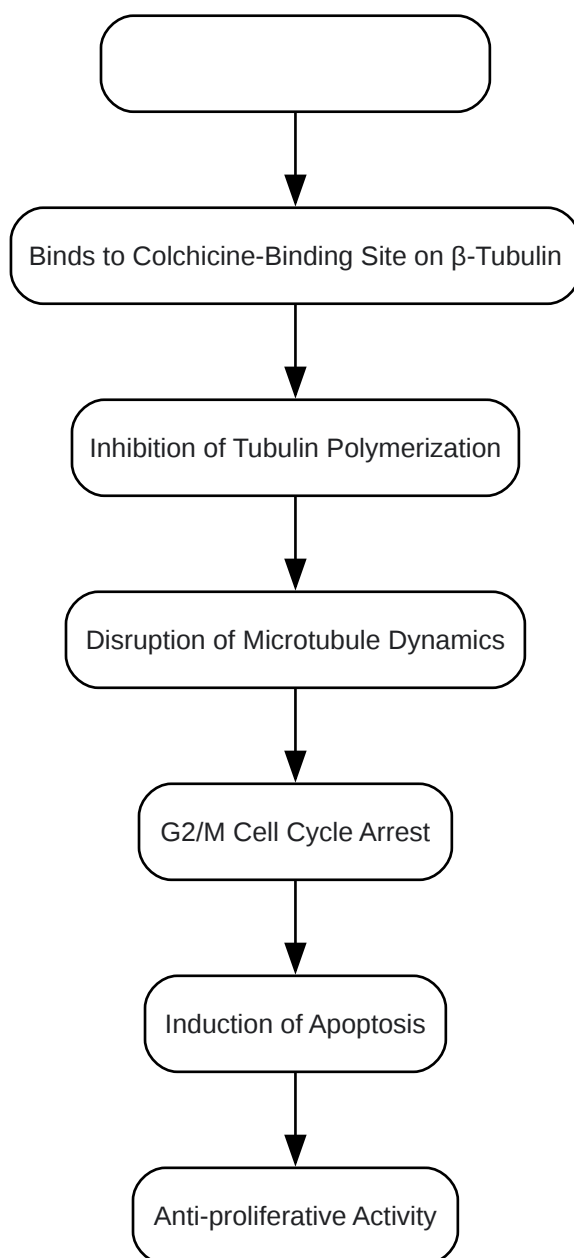 Binds to Colchicine-Binding Site on β-Tubulin
Inhibition of Tubulin Polymerization
Disruption of Microtubule Dynamics
G2/M Cell Cycle Arrest
Induction of Apoptosis
Anti-proliferative Activity